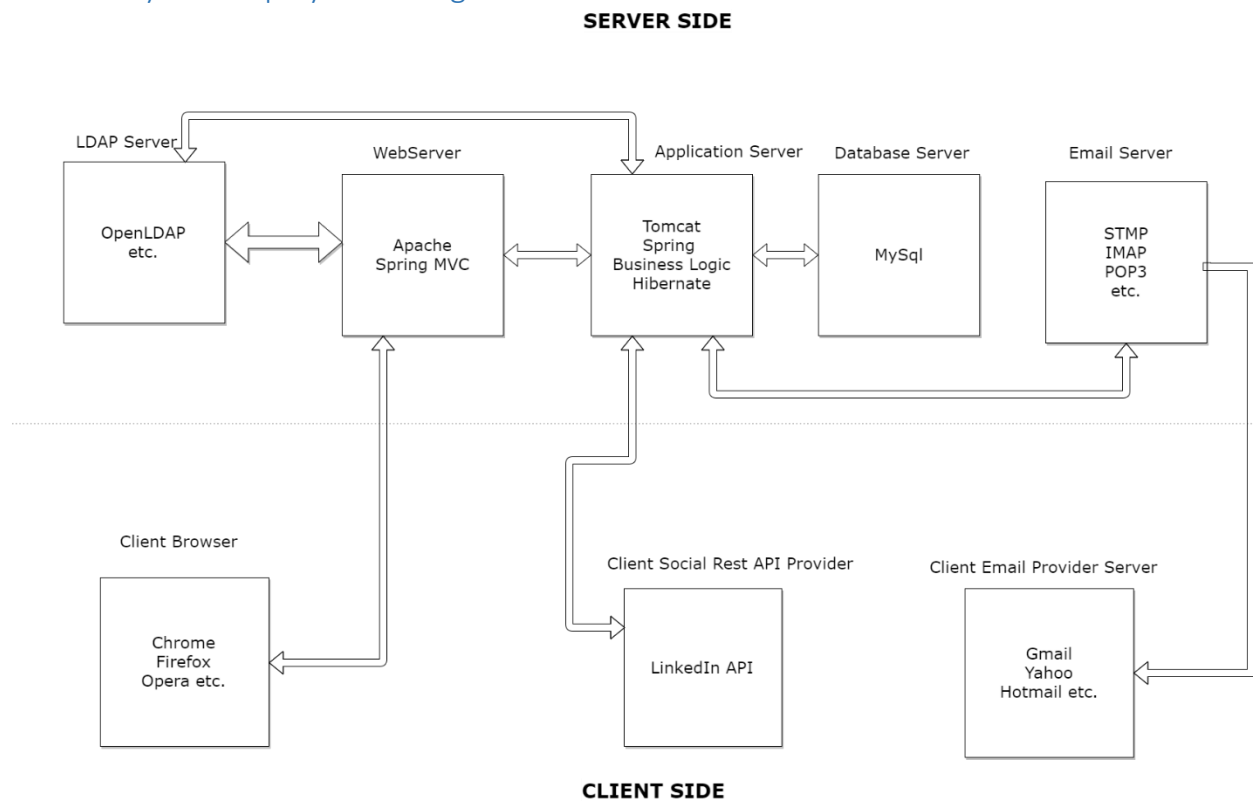 SERVER SIDE
LDAP Server
WebServer
Application Server
Database Server
Email Server
OpenLDAP
etc.
Apache
Spring MVC
Tomcat
Spring
Business Logic
Hibernate
MySql
STMP
IMAP
POP3
etc.
Client Browser
Client Social Rest API Provider
Client Email Provider Server
Chrome
Firefox
Opera etc.
LinkedIn API
Gmail
Yahoo
Hotmail etc.
CLIENT SIDE